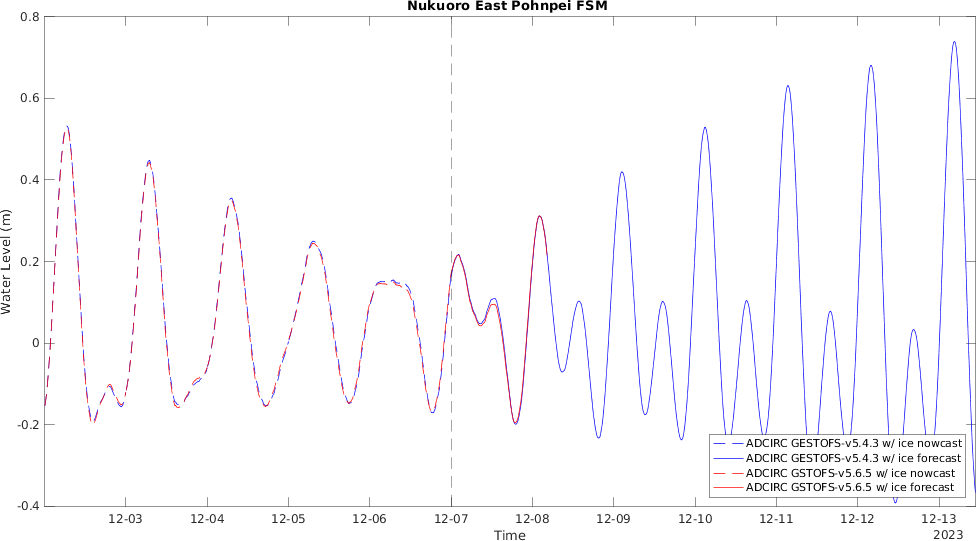 Nukuoro East Pohnpei FSM
0.8
0.6
0.4
0.2
0
-0.2
-0.4
Water Level (m)
ADCIRC GESTOFS-v5.4.3 w/ ice nowcast
ADCIRC GESTOFS-v5.4.3 w/ ice forecast
ADCIRC GSTOFS-v5.6.5 w/ ice nowcast
ADCIRC GSTOFS-v5.6.5 w/ ice forecast
12-03 12-04 12-05 12-06 12-07 12-08 12-09 12-10 12-11 12-12 12-13
Time
2023